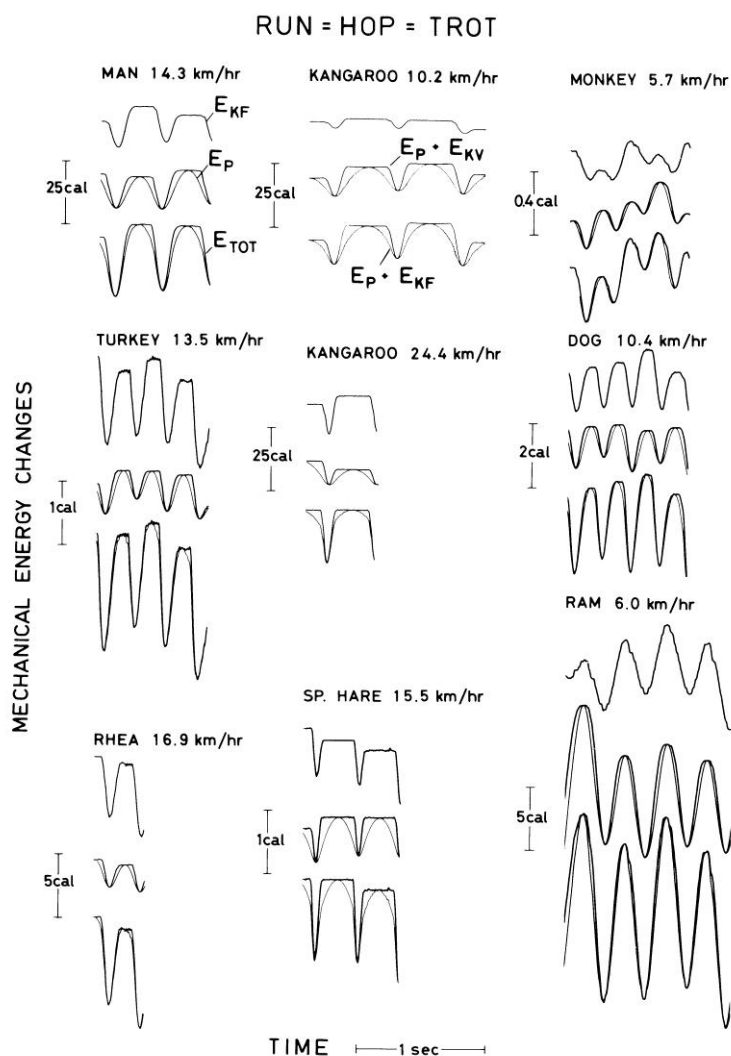 RUN = HOP = TROT
MAN 14.3 km/hr
E_KF
E_P
25cal
E_TOT
KANGAROO 10.2 km/hr
E_P + E_KV
25cal
E_P + E_KF
MONKEY 5.7 km/hr
0.4cal
TURKEY 13.5 km/hr
1cal
KANGAROO 24.4 km/hr
25cal
DOG 10.4 km/hr
2cal
MECHANICAL ENERGY CHANGES
RHEA 16.9 km/hr
5cal
SP. HARE 15.5 km/hr
1cal
RAM 6.0 km/hr
5cal
TIME 1 sec